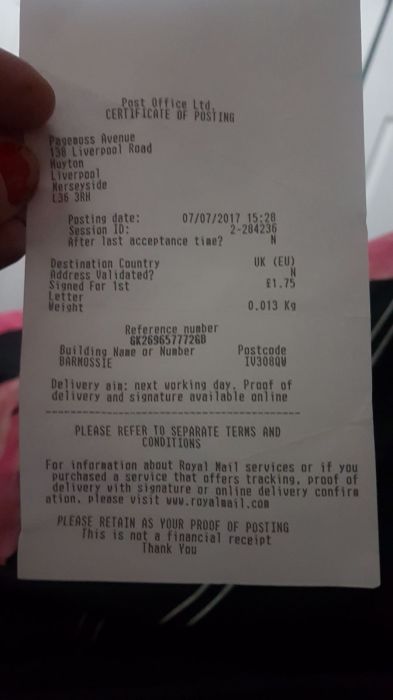 Post Office Ltd.
CERTIFICATE OF POSTING
Pagemoss Avenue
138 Liverpool Road
Huyton
Liverpool
Merseyside
L36 3RH
Posting date: 07/07/2017 15:28
Session ID: 2-284236
After last acceptance time? N
Destination Country UK (EU)
Address Validated? N
Signed For 1st £1.75
Letter
Weight 0.013 Kg
Reference number
GK269657772GB
Building Name or Number Postcode
BARMOSSIE IV308QW
Delivery aim: next working day. Proof of
delivery and signature available online
PLEASE REFER TO SEPARATE TERMS AND
CONDITIONS
For information about Royal Mail services or if you
purchased a service that offers tracking, proof of
delivery with signature or online delivery confirm
ation, please visit www.royalmail.com
PLEASE RETAIN AS YOUR PROOF OF POSTING
This is not a financial receipt
Thank You